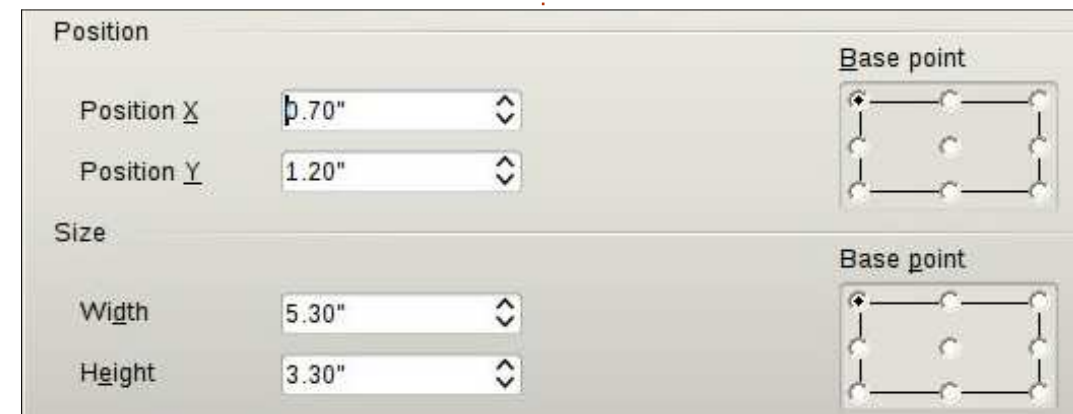 Position
Base point
Position X 0.70"
Position Y 1.20"
Size
Base point
Width 5.30"
Height 3.30"